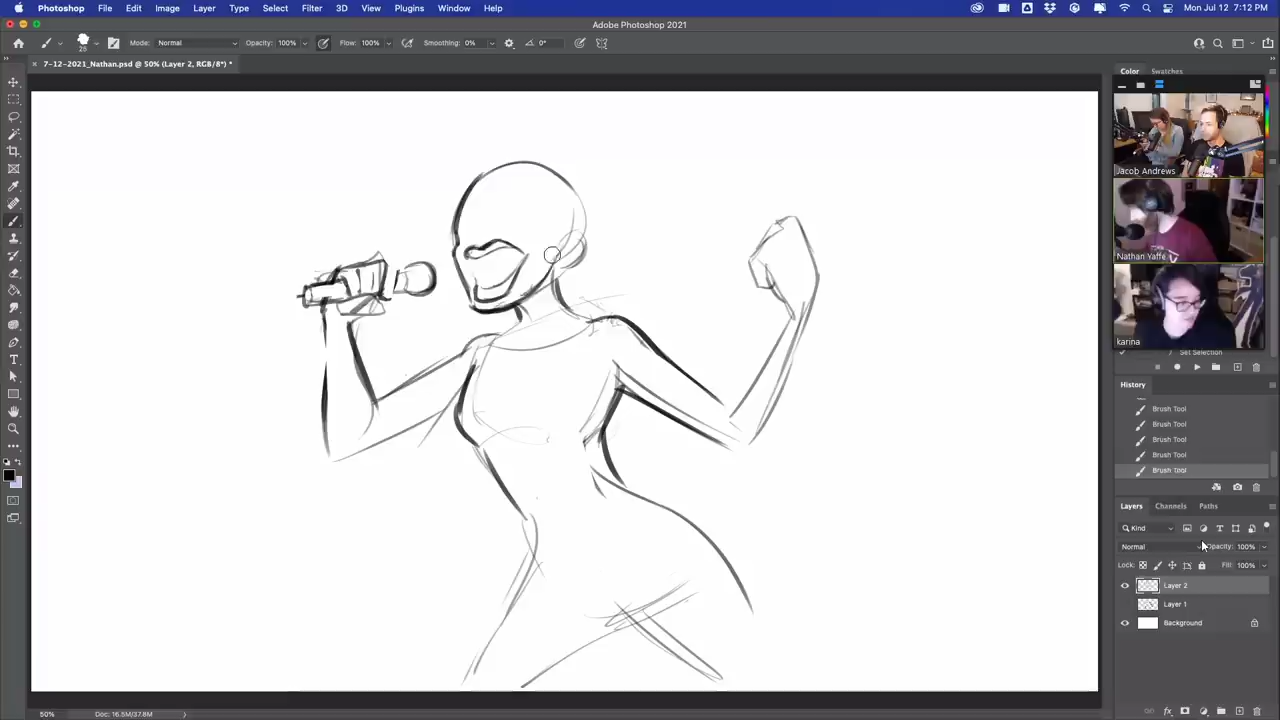 Photoshop File Edit Image Layer Type Select Filter 3D View Plugins Window Help Mon Jul 12 7:12 PM
Adobe Photoshop 2021
25 Mode: Normal Opacity: 100% Flow: 100% Smoothing: 0% 0°
7-12-2021_Nathan.psd @ 50% (Layer 2, RGB/8*) *
Color Swatches
Jacob Andrews
Nathan Yaffe
karina
Set Selection
History
Brush Tool
Brush Tool
Brush Tool
Brush Tool
Brush Tool
Layers Channels Paths
Kind
Normal Opacity: 100%
Lock: Fill: 100%
Layer 2
Layer 1
Background
50% Doc: 16.5M/37.8M